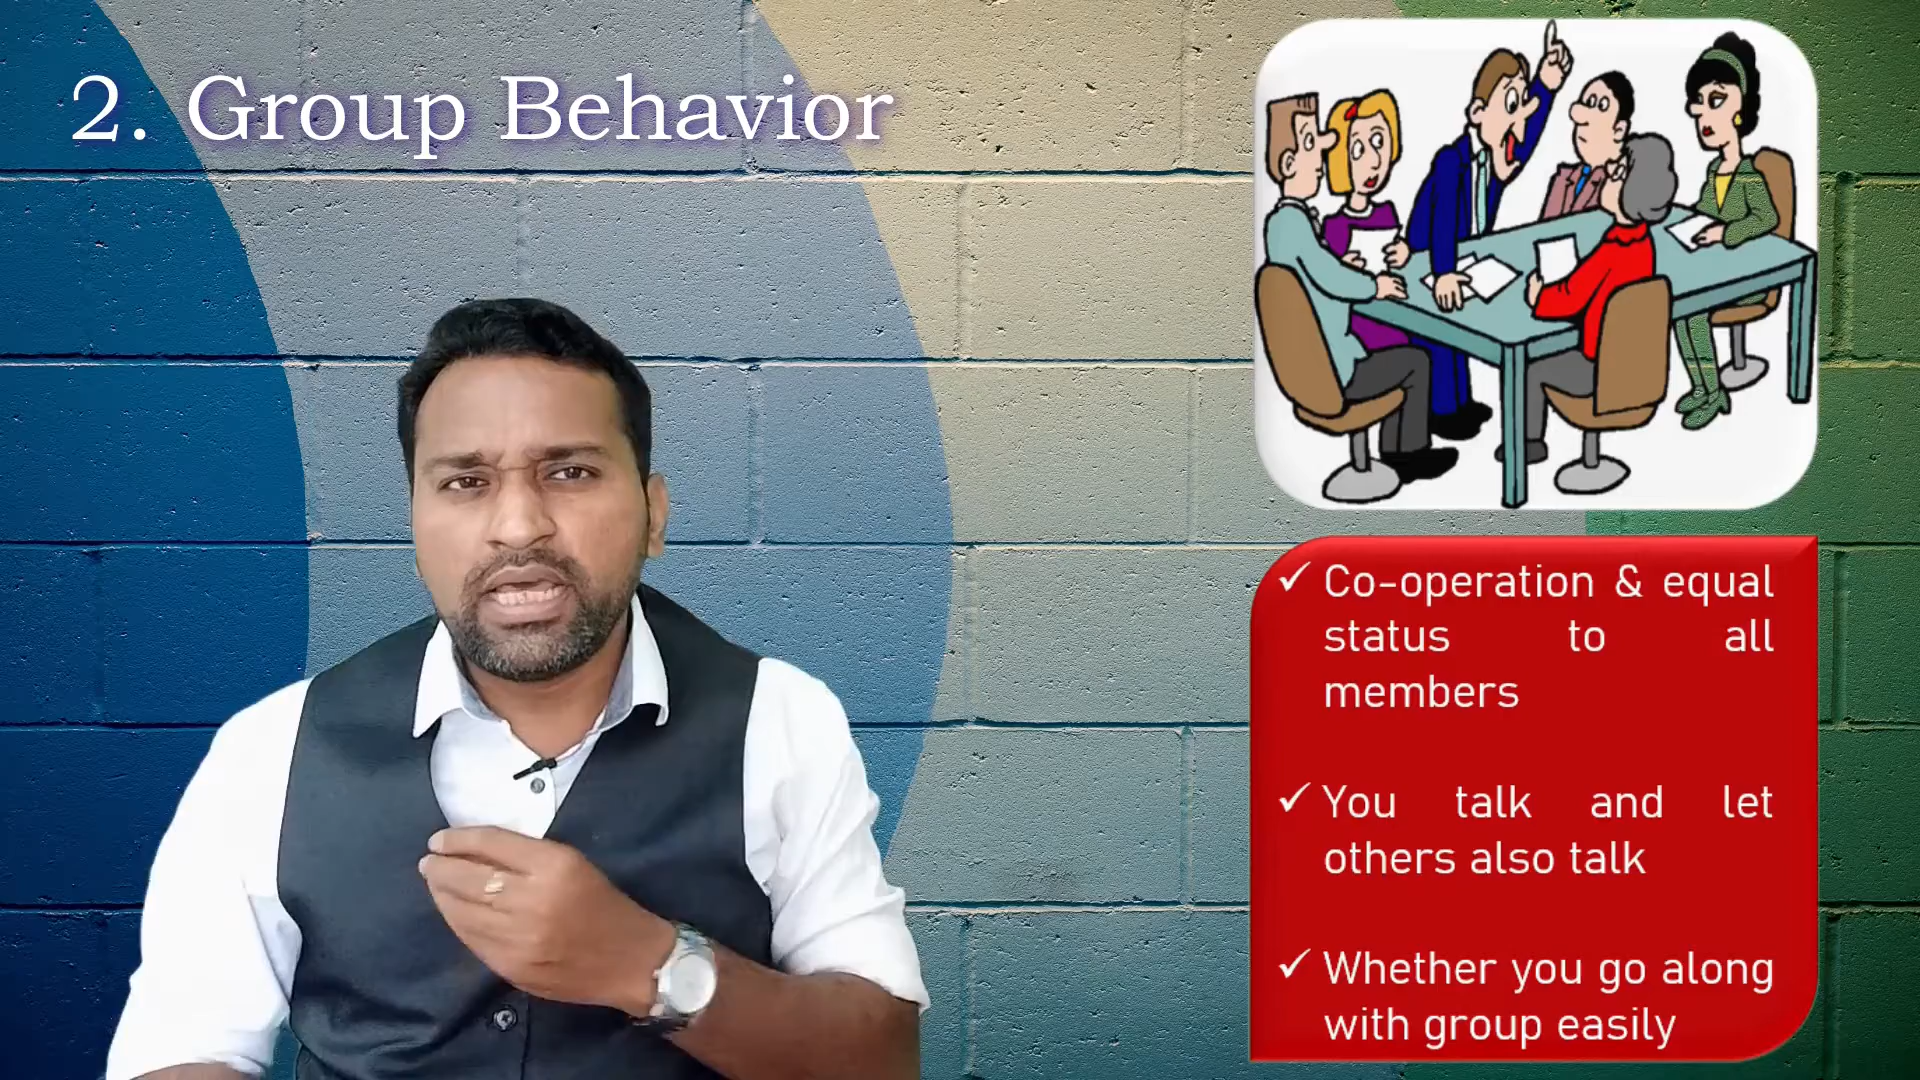 2. Group Behavior
✓ Co-operation & equal
status to all
members
✓ You talk and let
others also talk
✓ Whether you go along
with group easily